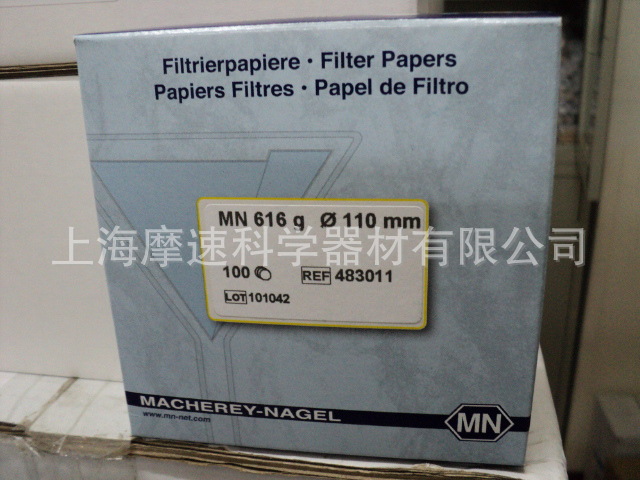 Filtrierpapiere · Filter Papers
Papiers Filtres · Papel de Filtro
MN 616 g Ø 110 mm
上海摩速科学器材有限公司
100
REF 483011
LOT 101042
MACHEREY-NAGEL
www.mn-net.com
MN